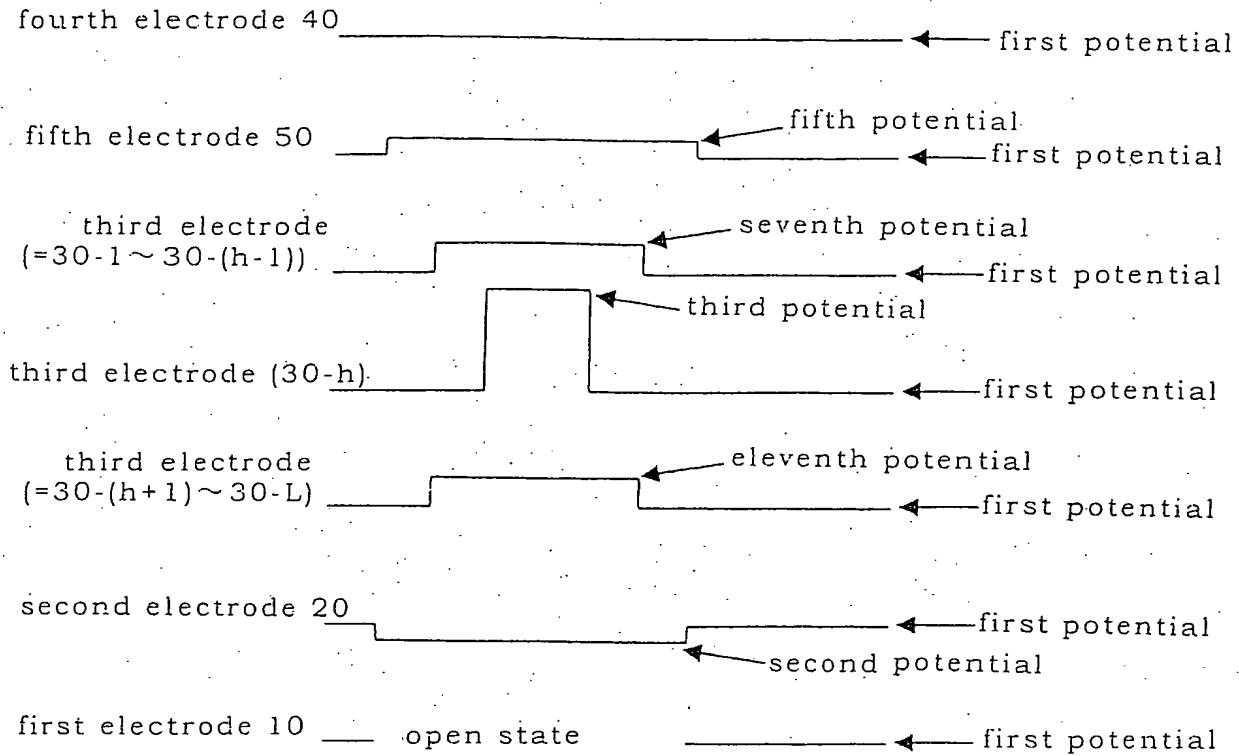 fourth electrode 40
first potential
fifth electrode 50
fifth potential
first potential
third electrode
(=30-1～30-(h-1))
seventh potential
first potential
third potential
third electrode (30-h)
first potential
third electrode
(=30-(h+1)～30-L)
eleventh potential
first potential
second electrode 20
first potential
second potential
first electrode 10
open state
first potential